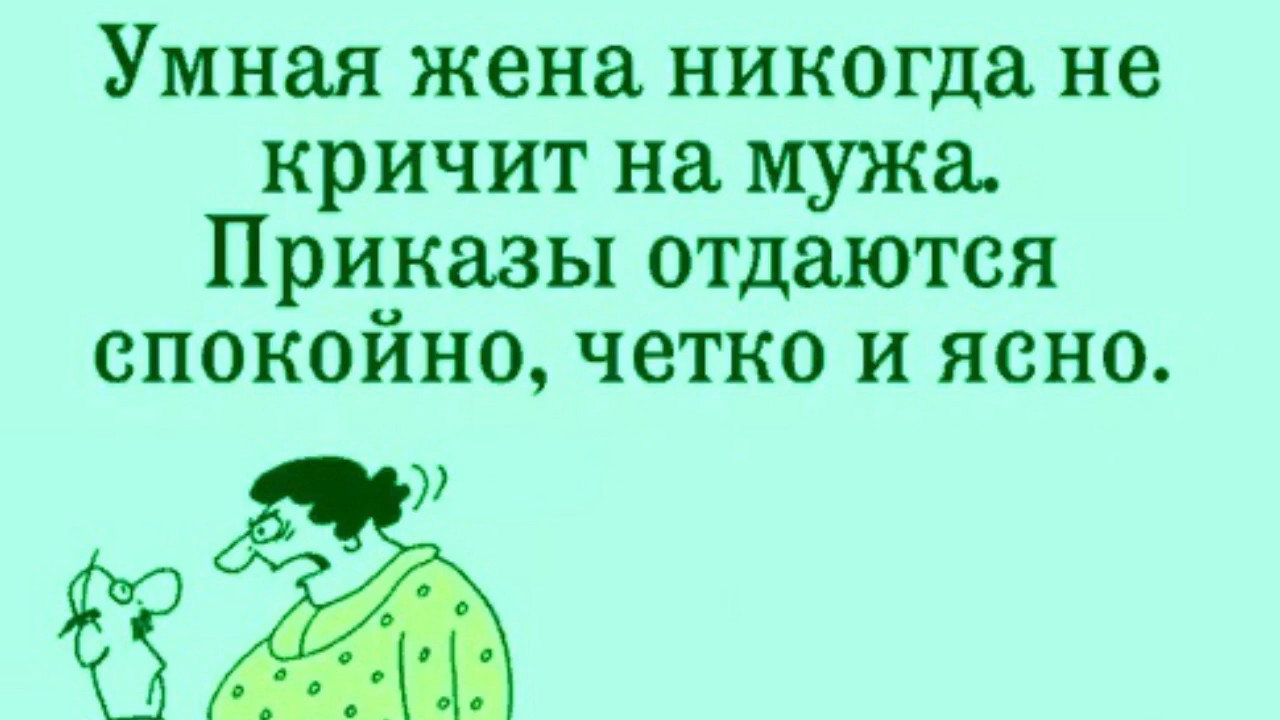 Умная жена никогда не
кричит на мужа.
Приказы отдаются
спокойно, четко и ясно.